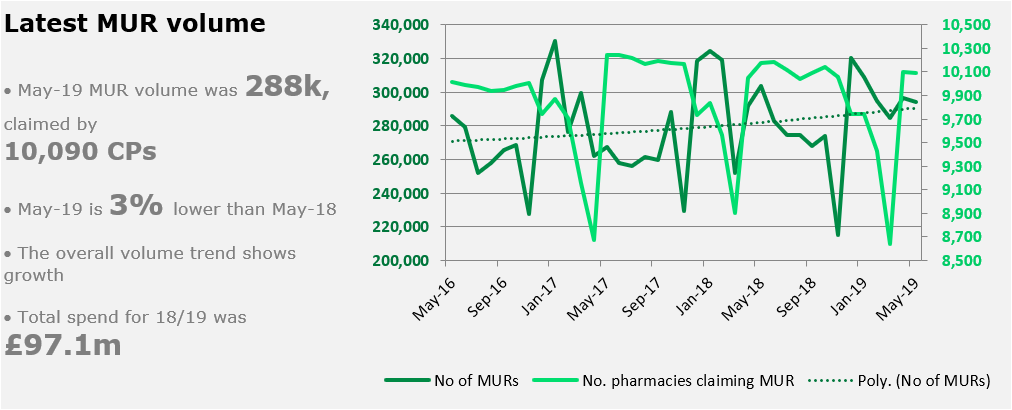 Latest MUR volume
• May-19 MUR volume was 288k,
claimed by
10,090 CPs
• May-19 is 3% lower than May-18
• The overall volume trend shows
growth
• Total spend for 18/19 was
£97.1m
340,000
320,000
300,000
280,000
260,000
240,000
220,000
200,000
10,500
10,300
10,100
9,900
9,700
9,500
9,300
9,100
8,900
8,700
8,500
May-16
Sep-16
Jan-17
May-17
Sep-17
Jan-18
May-18
Sep-18
Jan-19
May-19
No of MURs
No. pharmacies claiming MUR
Poly. (No of MURs)